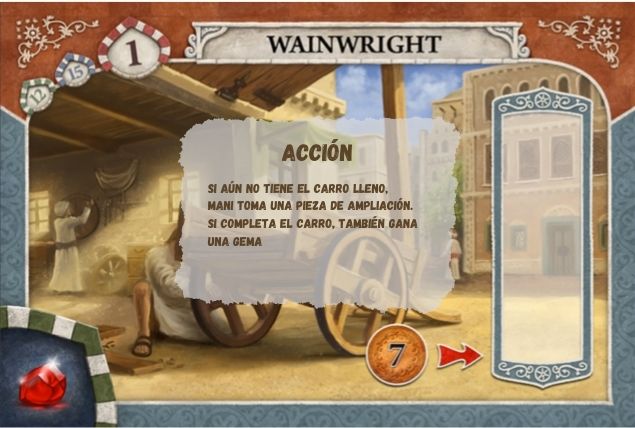 WAINWRIGHT
1
15
12
ACCIÓN
SI AÚN NO TIENE EL CARRO LLENO,
MANI TOMA UNA PIEZA DE AMPLIACIÓN.
SI COMPLETA EL CARRO, TAMBIÉN GANA
UNA GEMA
7